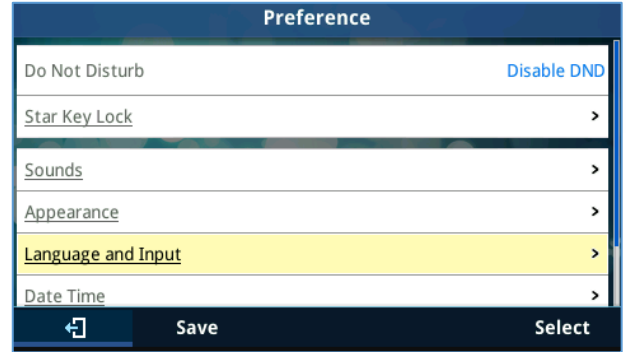 Preference
Do Not Disturb Disable DND
Star Key Lock >
Sounds >
Appearance >
Language and Input >
Date Time >
Save Select